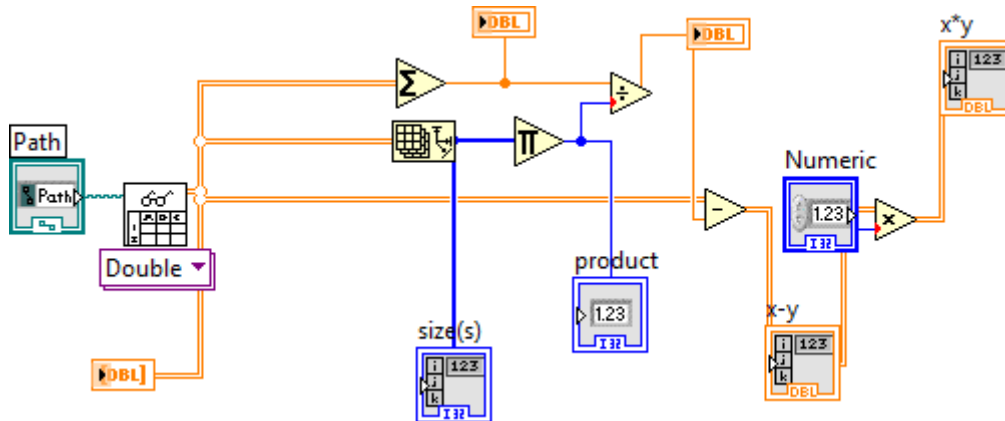 DBL
x*y
i 123
j
k
DBL
DBL
Σ
÷
Path
Π
Numeric
Path
1.23
×
I32
-
Double
product
1.23
I32
x-y
i 123
j
k
DBL
size(s)
DBL]
i 123
j
k
I32